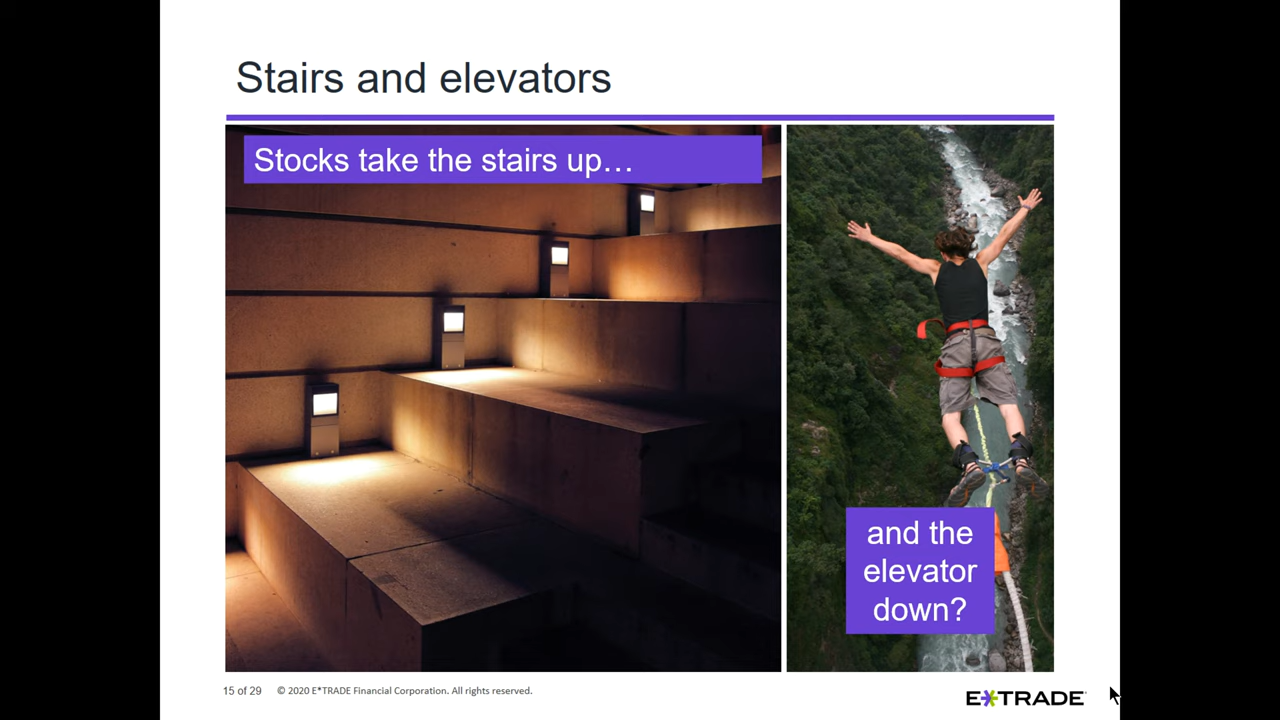 Stairs and elevators
Stocks take the stairs up…
and the
elevator
down?
15 of 29
© 2020 E*TRADE Financial Corporation. All rights reserved.
E*TRADE